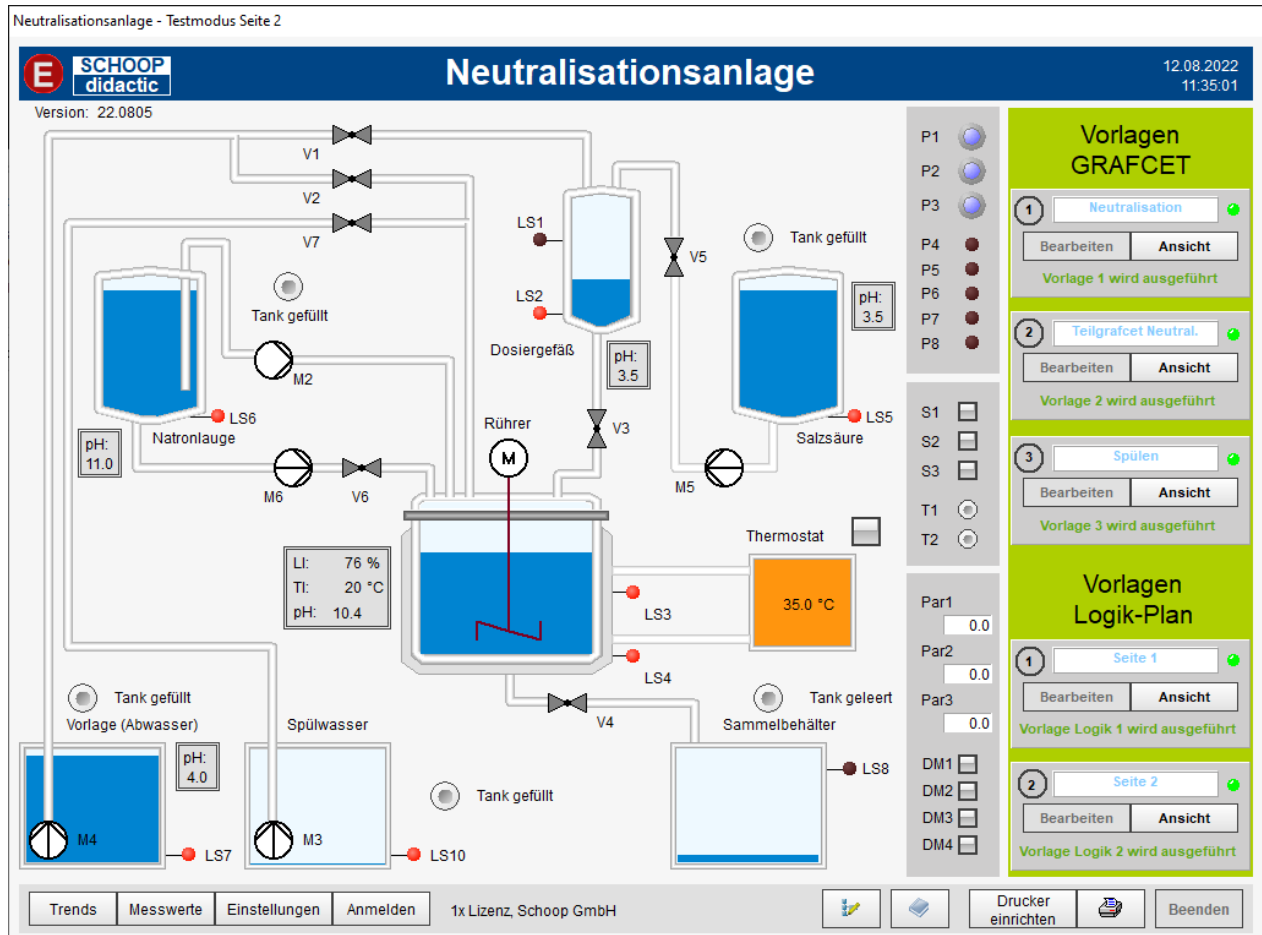 Neutralisationsanlage - Testmodus Seite 2
E SCHOOP
didactic
Neutralisationsanlage
12.08.2022
11:35:01
Version: 22.0805
V1
V2
V7
LS1
LS2
Dosiergefäß
pH:
3.5
V5
Tank gefüllt
pH:
3.5
LS5
Salzsäure
Tank gefüllt
M2
LS6
Natronlauge
pH:
11.0
M6
V6
Rührer
M
V3
M5
LI: 76 %
TI: 20 °C
pH: 10.4
Thermostat
35.0 °C
LS3
LS4
V4
Tank gefüllt
Vorlage (Abwasser)
pH:
4.0
M4
LS7
Spülwasser
M3
LS10
Tank gefüllt
Tank geleert
Sammelbehälter
LS8
P1
P2
P3
P4
P5
P6
P7
P8
S1
S2
S3
T1
T2
Par1
0.0
Par2
0.0
Par3
0.0
DM1
DM2
DM3
DM4
Vorlagen
GRAFCET
1 Neutralisation
Bearbeiten Ansicht
Vorlage 1 wird ausgeführt
2 Teilgrafcet Neutral.
Bearbeiten Ansicht
Vorlage 2 wird ausgeführt
3 Spülen
Bearbeiten Ansicht
Vorlage 3 wird ausgeführt
Vorlagen
Logik-Plan
1 Seite 1
Bearbeiten Ansicht
Vorlage Logik 1 wird ausgeführt
2 Seite 2
Bearbeiten Ansicht
Vorlage Logik 2 wird ausgeführt
Trends Messwerte Einstellungen Anmelden 1x Lizenz, Schoop GmbH
Drucker
einrichten
Beenden